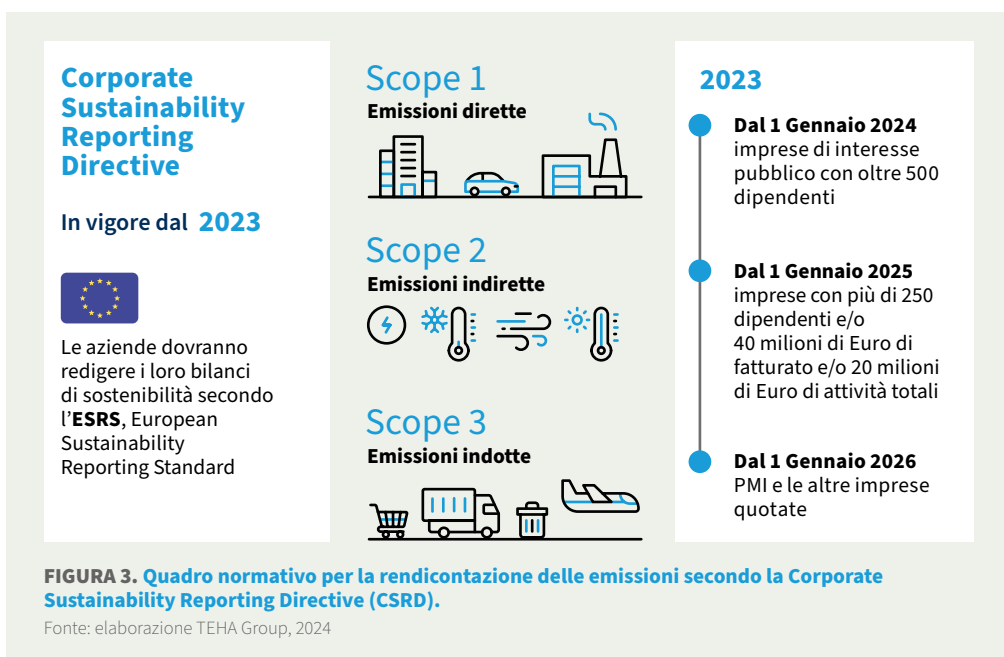 Corporate
Sustainability
Reporting
Directive
In vigore dal 2023
Le aziende dovranno
redigere i loro bilanci
di sostenibilità secondo
l'ESRS, European
Sustainability
Reporting Standard
Scope 1
Emissioni dirette
Scope 2
Emissioni indirette
Scope 3
Emissioni indotte
2023
Dal 1 Gennaio 2024
imprese di interesse
pubblico con oltre 500
dipendenti
Dal 1 Gennaio 2025
imprese con più di 250
dipendenti e/o
40 milioni di Euro di
fatturato e/o 20 milioni
di Euro di attività totali
Dal 1 Gennaio 2026
PMI e le altre imprese
quotate
FIGURA 3. Quadro normativo per la rendicontazione delle emissioni secondo la Corporate
Sustainability Reporting Directive (CSRD).
Fonte: elaborazione TEHA Group, 2024